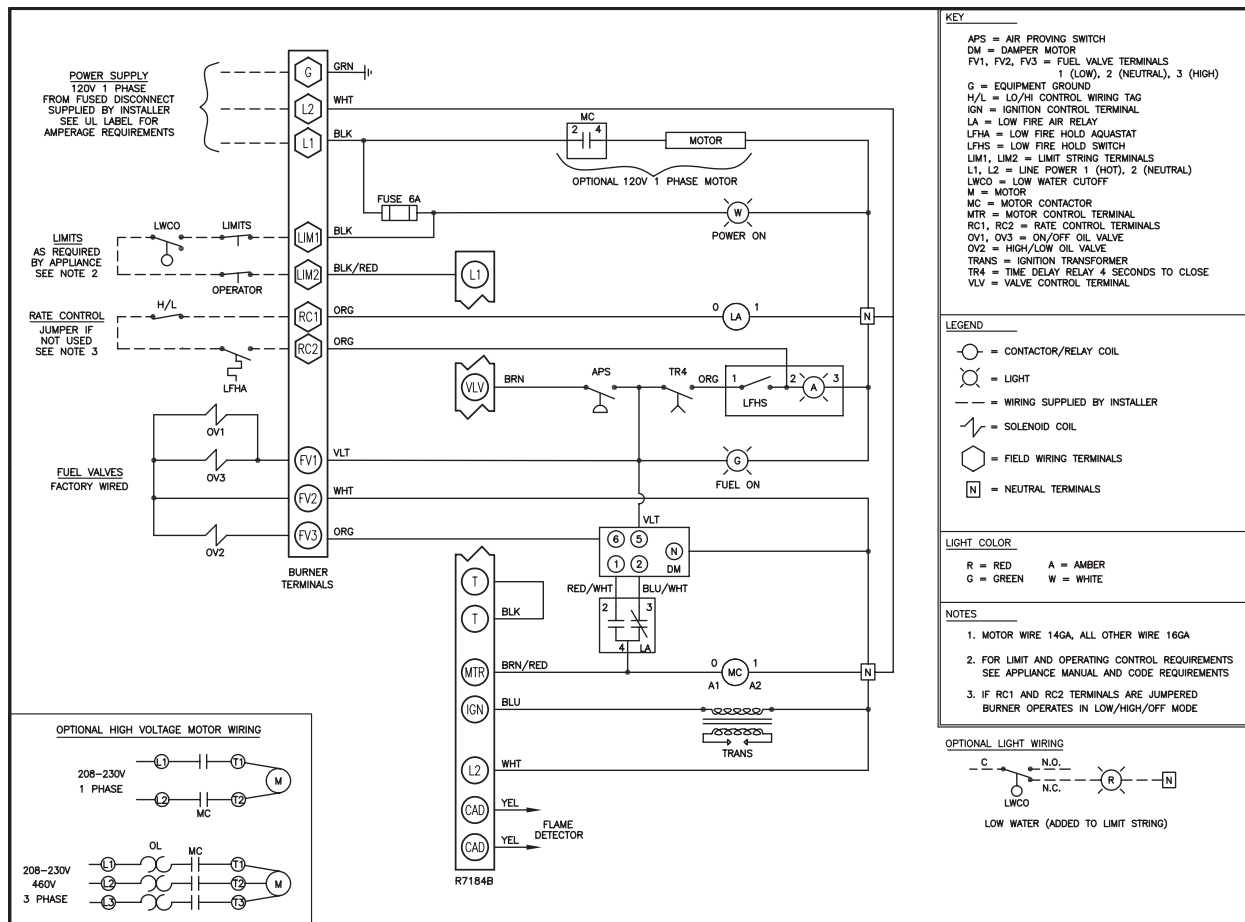 POWER SUPPLY
120V 1 PHASE
FROM FUSED DISCONNECT
SUPPLIED BY INSTALLER
SEE UL LABEL FOR
AMPERAGE REQUIREMENTS
G
GRN
L2
WHT
L1
BLK
MC
2 4
MOTOR
OPTIONAL 120V 1 PHASE MOTOR
FUSE 6A
W
POWER ON
LIMITS
AS REQUIRED
BY APPLIANCE
SEE NOTE 2
LWCO
LIMITS
OPERATOR
LIM1
BLK
LIM2
BLK/RED
L1
RATE CONTROL
JUMPER IF
NOT USED
SEE NOTE 3
H/L
LFHA
RC1
ORG
RC2
ORG
0 LA 1
N
VLV
BRN
APS
TR4
ORG
1 2 A 3
LFHS
FUEL VALVES
FACTORY WIRED
OV1
OV3
OV2
FV1
VLT
G
FUEL ON
FV2
WHT
FV3
ORG
BURNER
TERMINALS
VLT
6 5
N
1 2
DM
RED/WHT
BLU/WHT
2 3
4 LA
T
T
BLK
MTR
BRN/RED
0 MC 1
A1 A2
N
IGN
BLU
TRANS
L2
WHT
CAD
YEL
CAD
YEL
FLAME
DETECTOR
R7184B
OPTIONAL HIGH VOLTAGE MOTOR WIRING
208-230V
1 PHASE
L1 T1
M
L2 T2
MC
208-230V
460V
3 PHASE
OL
MC
L1 T1
L2 T2
M
L3 T3
KEY
APS = AIR PROVING SWITCH
DM = DAMPER MOTOR
FV1, FV2, FV3 = FUEL VALVE TERMINALS
1 (LOW), 2 (NEUTRAL), 3 (HIGH)
G = EQUIPMENT GROUND
H/L = LO/HI CONTROL WIRING TAG
IGN = IGNITION CONTROL TERMINAL
LA = LOW FIRE AIR RELAY
LFHA = LOW FIRE HOLD AQUASTAT
LFHS = LOW FIRE HOLD SWITCH
LIM1, LIM2 = LIMIT STRING TERMINALS
L1, L2 = LINE POWER 1 (HOT), 2 (NEUTRAL)
LWCO = LOW WATER CUTOFF
M = MOTOR
MC = MOTOR CONTACTOR
MTR = MOTOR CONTROL TERMINAL
RC1, RC2 = RATE CONTROL TERMINALS
OV1, OV3 = ON/OFF OIL VALVE
OV2 = HIGH/LOW OIL VALVE
TRANS = IGNITION TRANSFORMER
TR4 = TIME DELAY RELAY 4 SECONDS TO CLOSE
VLV = VALVE CONTROL TERMINAL
LEGEND
= CONTACTOR/RELAY COIL
= LIGHT
= WIRING SUPPLIED BY INSTALLER
= SOLENOID COIL
= FIELD WIRING TERMINALS
N = NEUTRAL TERMINALS
LIGHT COLOR
R = RED A = AMBER
G = GREEN W = WHITE
NOTES
1. MOTOR WIRE 14GA, ALL OTHER WIRE 16GA
2. FOR LIMIT AND OPERATING CONTROL REQUIREMENTS
SEE APPLIANCE MANUAL AND CODE REQUIREMENTS
3. IF RC1 AND RC2 TERMINALS ARE JUMPERED
BURNER OPERATES IN LOW/HIGH/OFF MODE
OPTIONAL LIGHT WIRING
C N.O.
N.C.
R
N
LWCO
LOW WATER (ADDED TO LIMIT STRING)